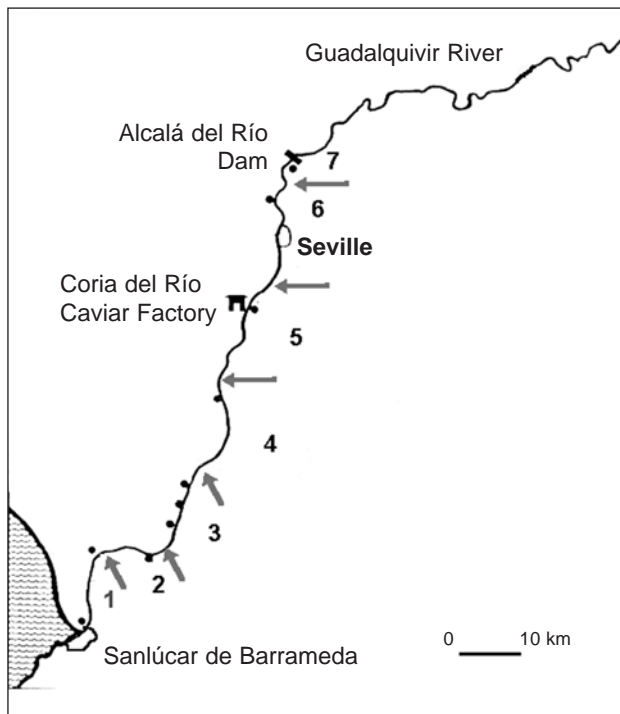 Guadalquivir River
Alcalá del Río
Dam
7
6
Seville
Coria del Río
Caviar Factory
5
4
3
2
1
0 10 km
Sanlúcar de Barrameda